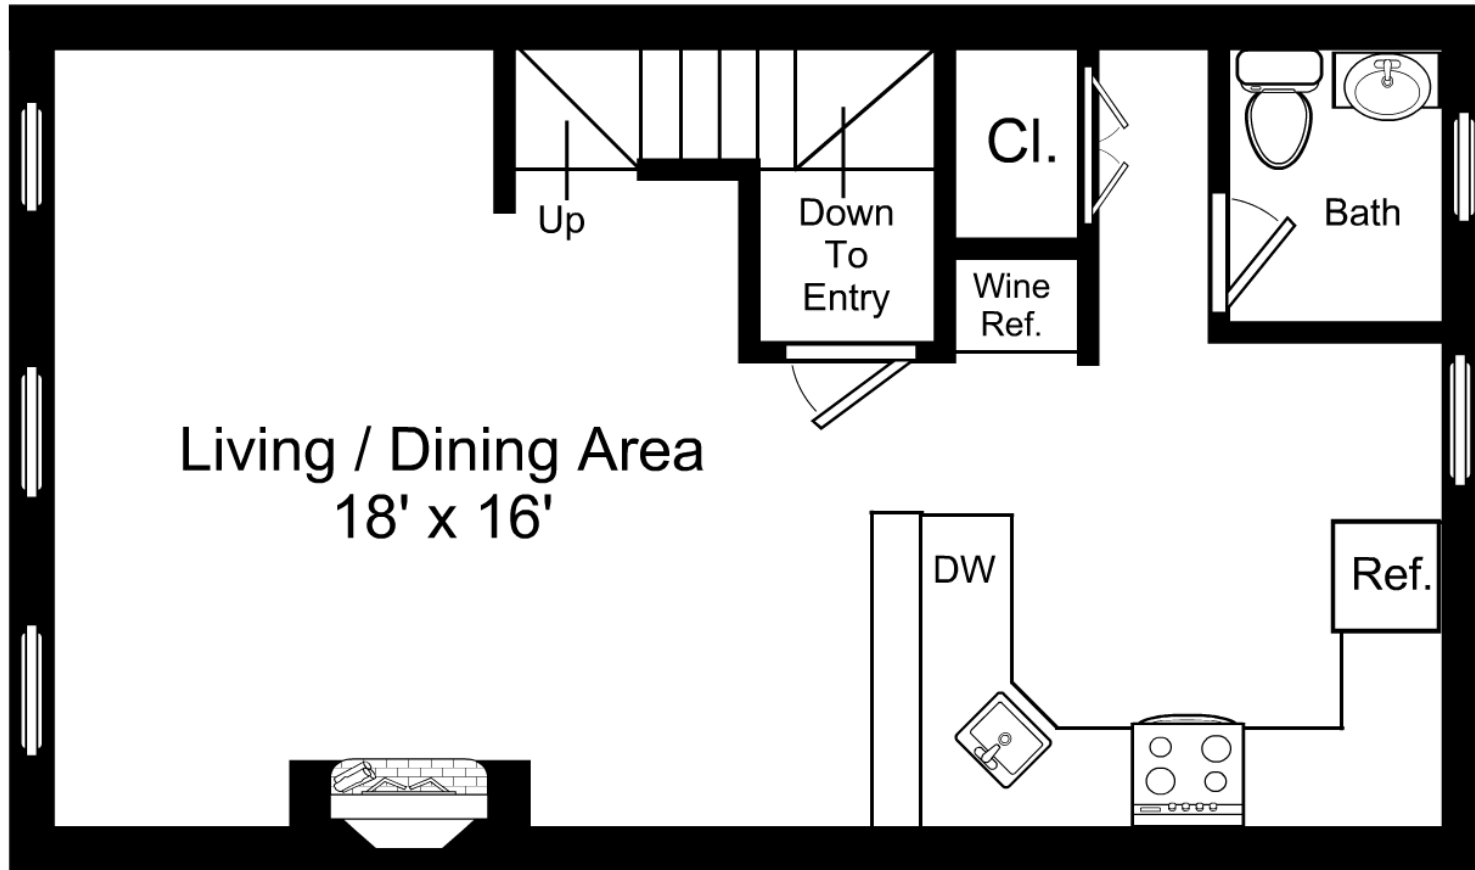 Cl.
Up
Down
To
Entry
Bath
Wine
Ref.
Living / Dining Area
18' x 16'
DW
Ref.